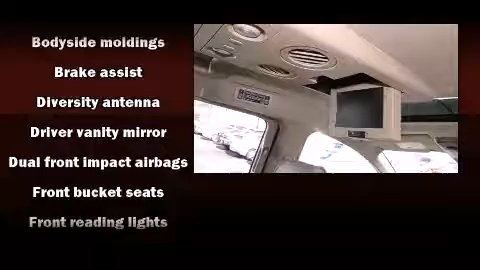 Bodyside moldings
Brake assist
Diversity antenna
Driver vanity mirror
Dual front impact airbags
Front bucket seats
Front reading lights